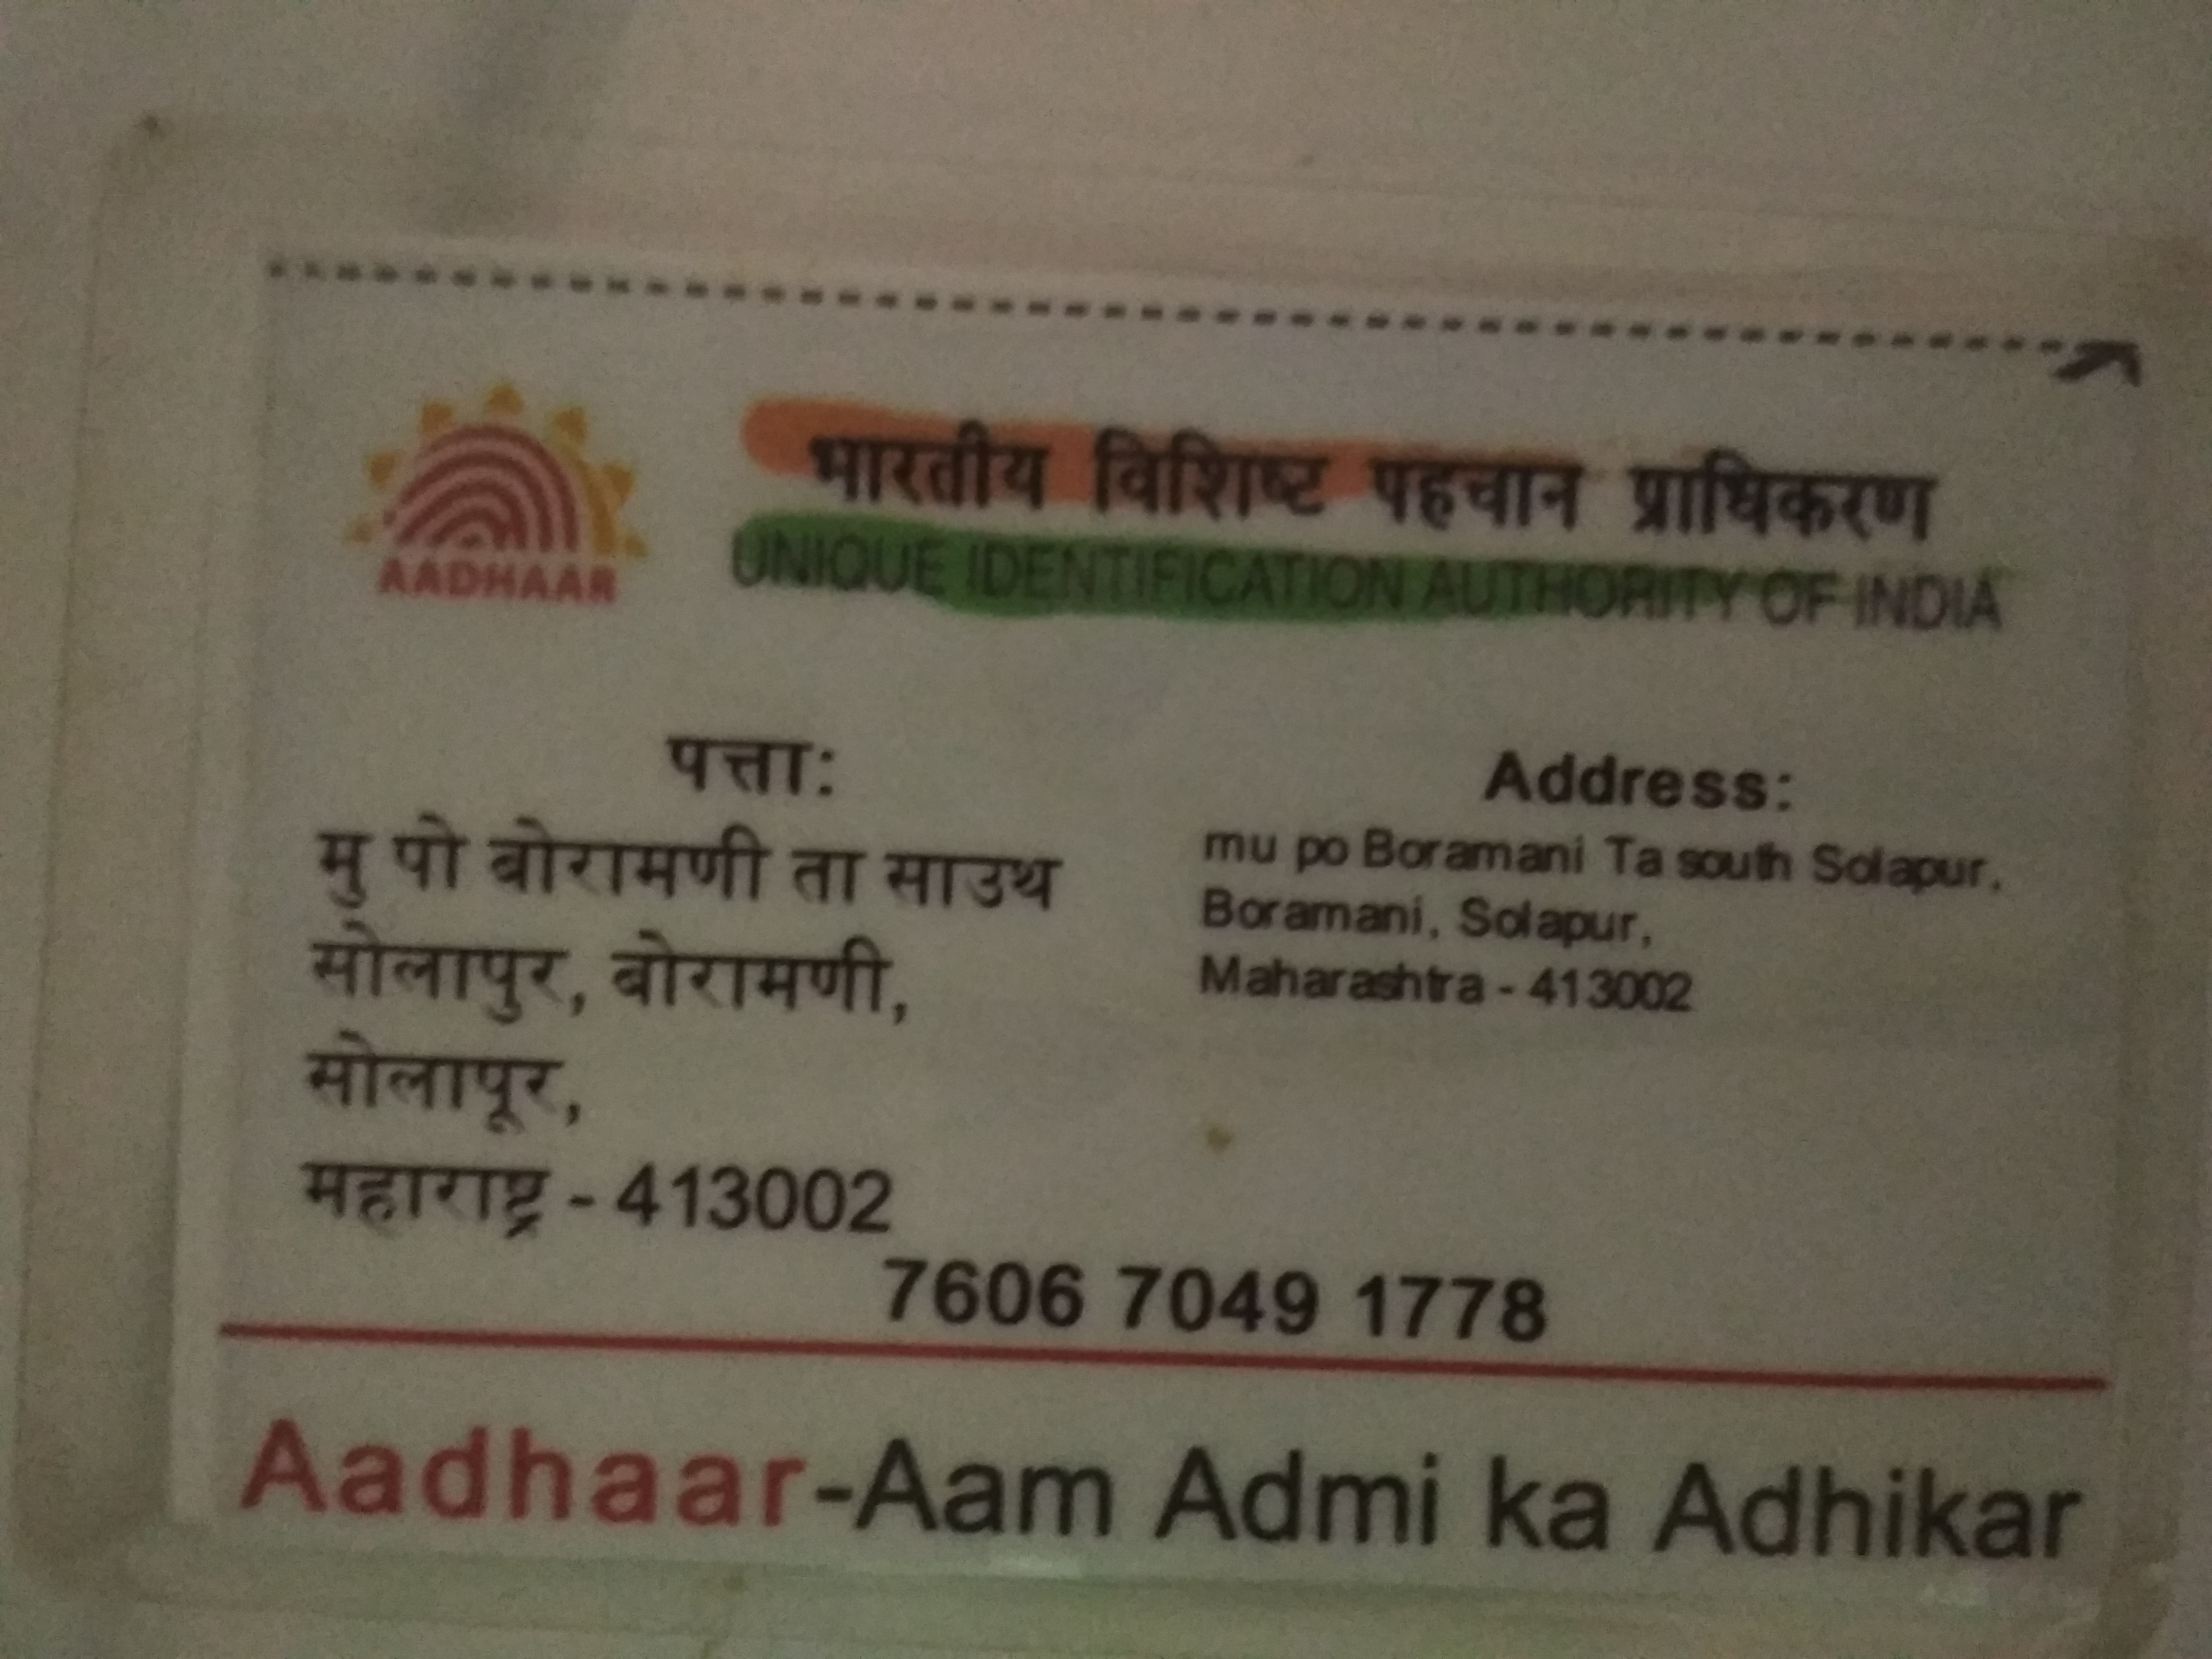 भारतीय विशिष्ट पहचान प्राधिकरण
UNIQUE IDENTIFICATION AUTHORITY OF INDIA
AADHAAR
पत्ता:
मु पो बोरामणी ता साउथ
सोलापुर, बोरामणी,
सोलापूर,
महाराष्ट्र - 413002
Address:
mu po Boramani Ta south Solapur,
Boramani, Solapur,
Maharashtra - 413002
7606 7049 1778
Aadhaar-Aam Admi ka Adhikar